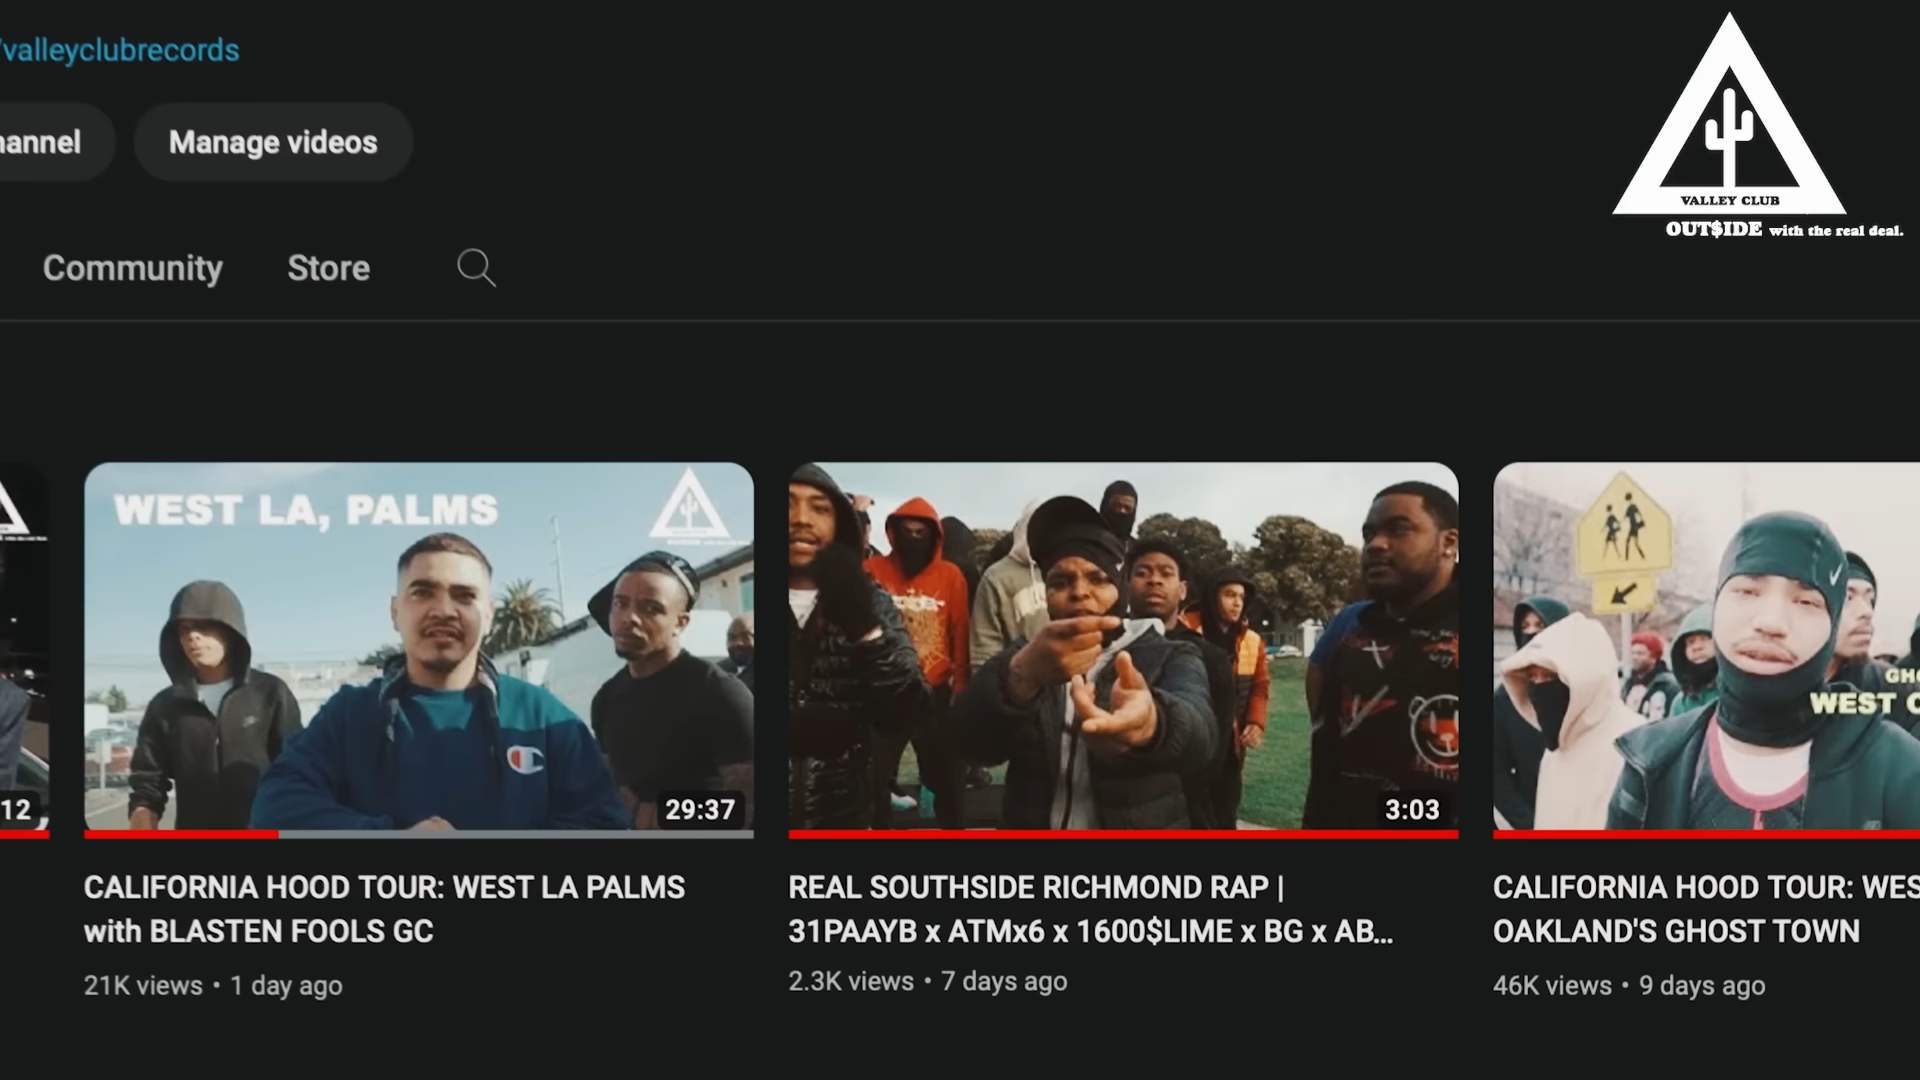 /valleyclubrecords
hannel
Manage videos
VALLEY CLUB
OUT$IDE with the real deal.
Community
Store
WEST LA, PALMS
12
29:37
3:03
WEST
CALIFORNIA HOOD TOUR: WEST LA PALMS
with BLASTEN FOOLS GC
21K views • 1 day ago
REAL SOUTHSIDE RICHMOND RAP |
31PAAYB x ATMx6 x 1600$LIME x BG x AB...
2.3K views • 7 days ago
CALIFORNIA HOOD TOUR: WES
OAKLAND'S GHOST TOWN
46K views • 9 days ago